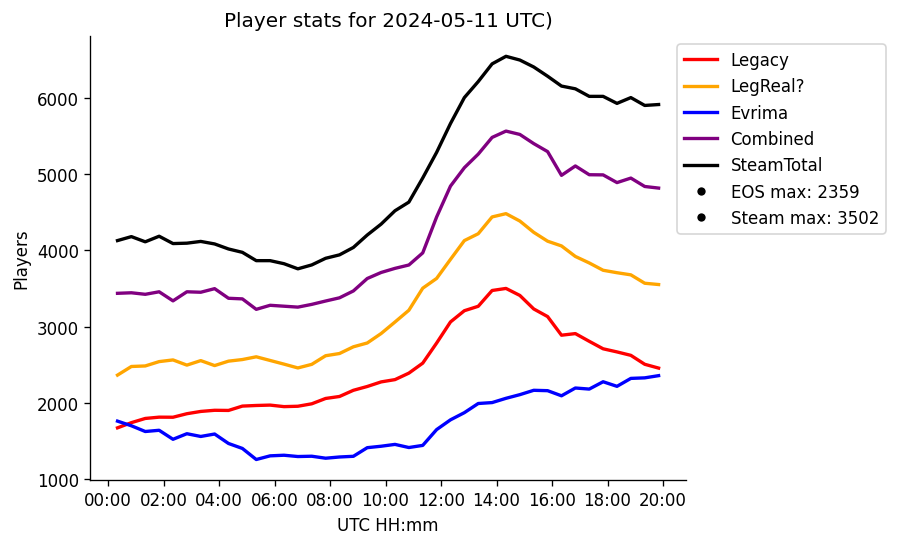 Player stats for 2024-05-11 UTC)
Legacy
LegReal?
Evrima
Combined
SteamTotal
EOS max: 2359
Steam max: 3502
Players
6000
5000
4000
3000
2000
1000
00:00 02:00 04:00 06:00 08:00 10:00 12:00 14:00 16:00 18:00 20:00
UTC HH:mm